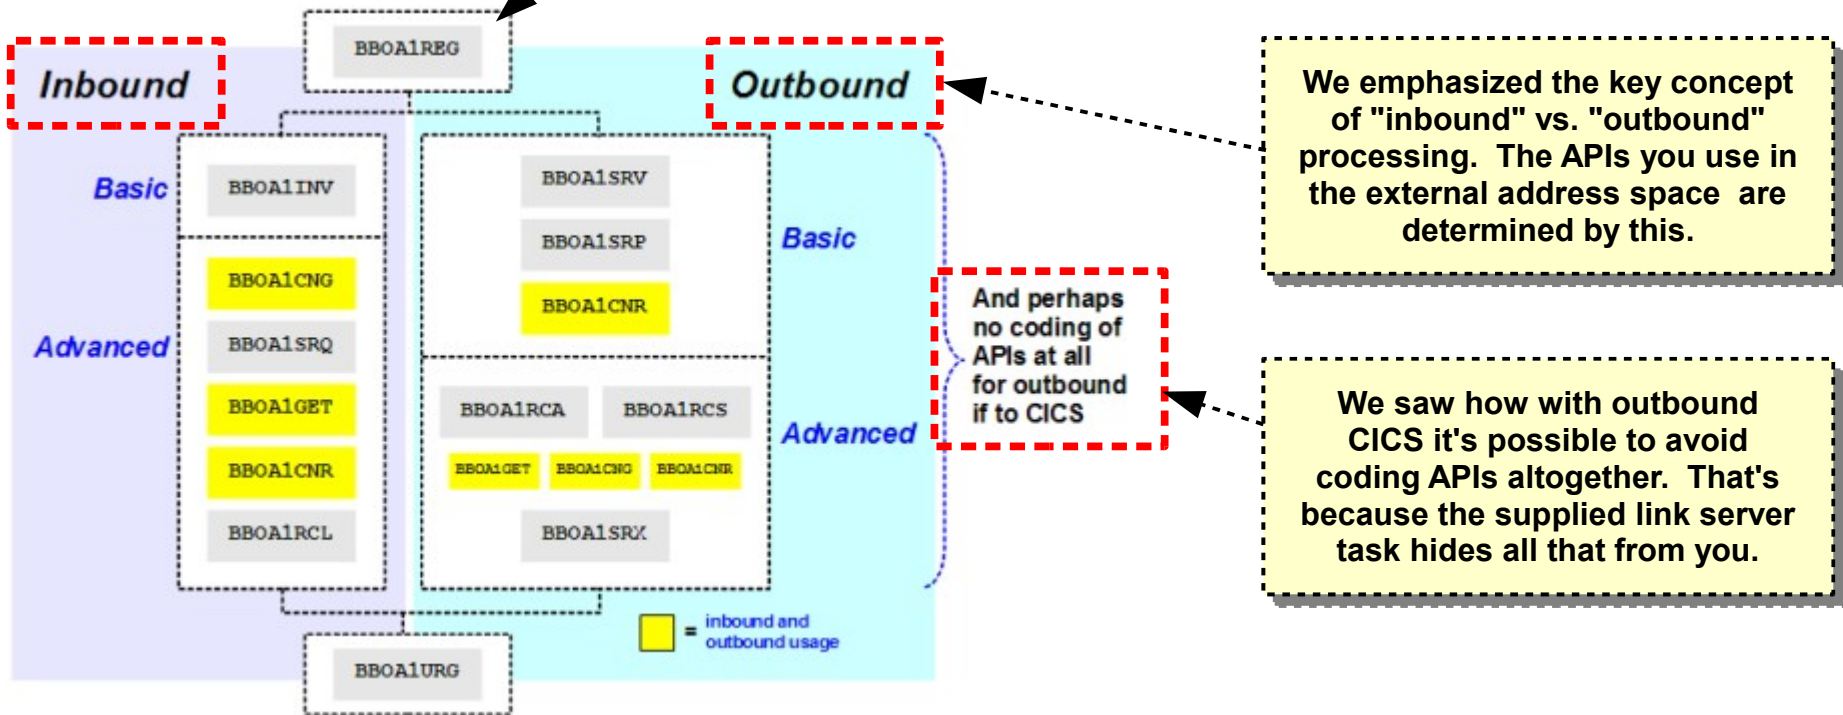 BBOA1REG
Inbound
Outbound
Basic
BBOA1INV
Advanced
BBOA1CNG
BBOA1SRQ
BBOA1GET
BBOA1CNR
BBOA1RCL
BBOA1SRV
BBOA1SRP
BBOA1CNR
Basic
BBOA1RCA BBOA1RCS
BBOA1GET BBOA1CNG BBOA1CNR
BBOA1SRX
Advanced
= inbound and
outbound usage
BBOA1URG
And perhaps
no coding of
APIs at all
for outbound
if to CICS
We emphasized the key concept
of "inbound" vs. "outbound"
processing. The APIs you use in
the external address space are
determined by this.
We saw how with outbound
CICS it's possible to avoid
coding APIs altogether. That's
because the supplied link server
task hides all that from you.